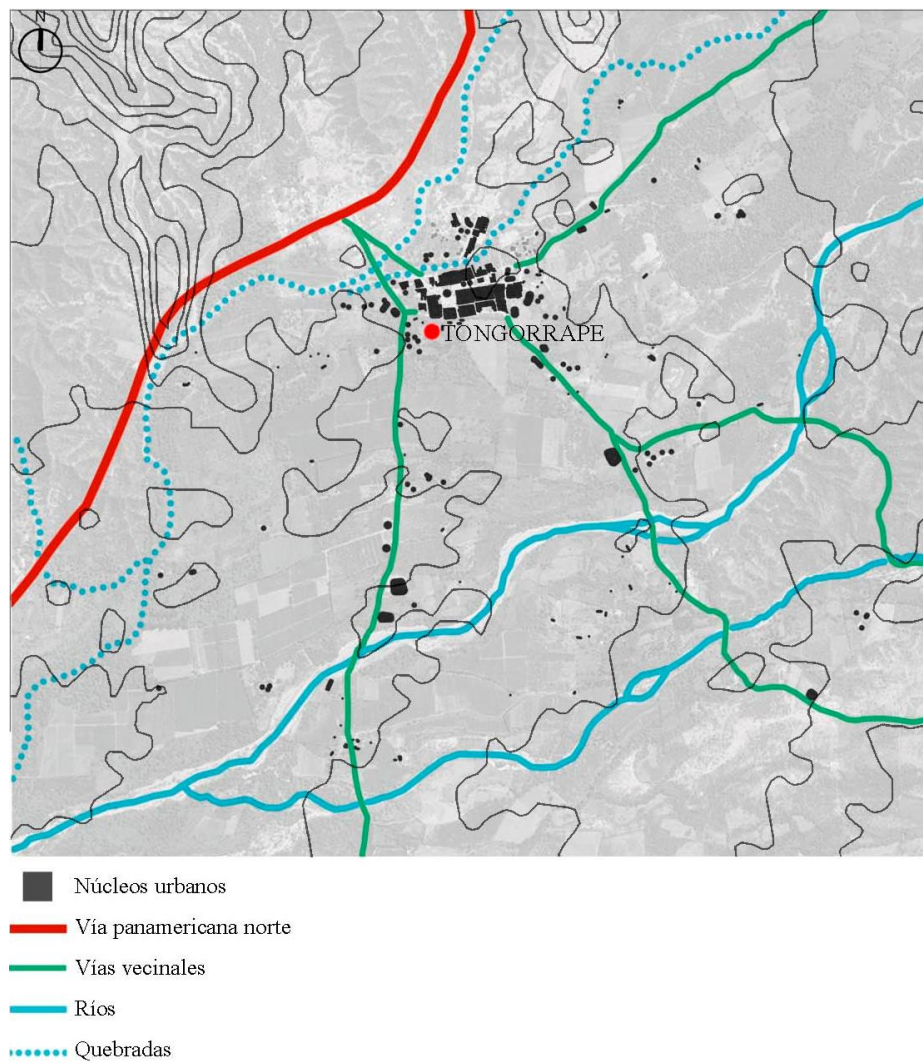 N
TONGORRAPE
Núcleos urbanos
Vía panamericana norte
Vías vecinales
Ríos
Quebradas